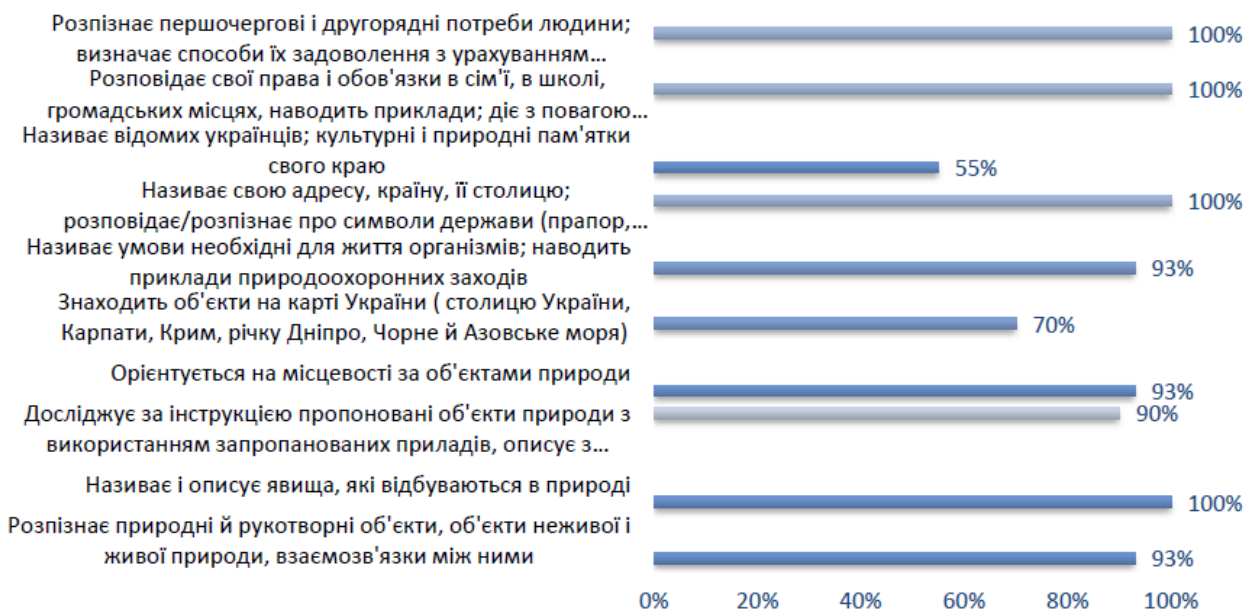 Розпізнає першочергові і другорядні потреби людини;
визначає способи їх задоволення з урахуванням...
100%
Розповідає свої права і обов'язки в сім'ї, в школі,
громадських місцях, наводить приклади; діє з повагою...
100%
Називає відомих українців; культурні і природні пам'ятки
свого краю
55%
Називає свою адресу, країну, її столицю;
розповідає/розпізнає про символи держави (прапор,...
100%
Називає умови необхідні для життя організмів; наводить
приклади природоохоронних заходів
93%
Знаходить об'єкти на карті України ( столицю України,
Карпати, Крим, річку Дніпро, Чорне й Азовське моря)
70%
Орієнтується на місцевості за об'єктами природи
93%
Досліджує за інструкцією пропоновані об'єкти природи з
використанням запропанованих приладів, описує з...
90%
Називає і описує явища, які відбуваються в природі
100%
Розпізнає природні й рукотворні об'єкти, об'єкти неживої і
живої природи, взаємозв'язки між ними
93%
0% 20% 40% 60% 80% 100%